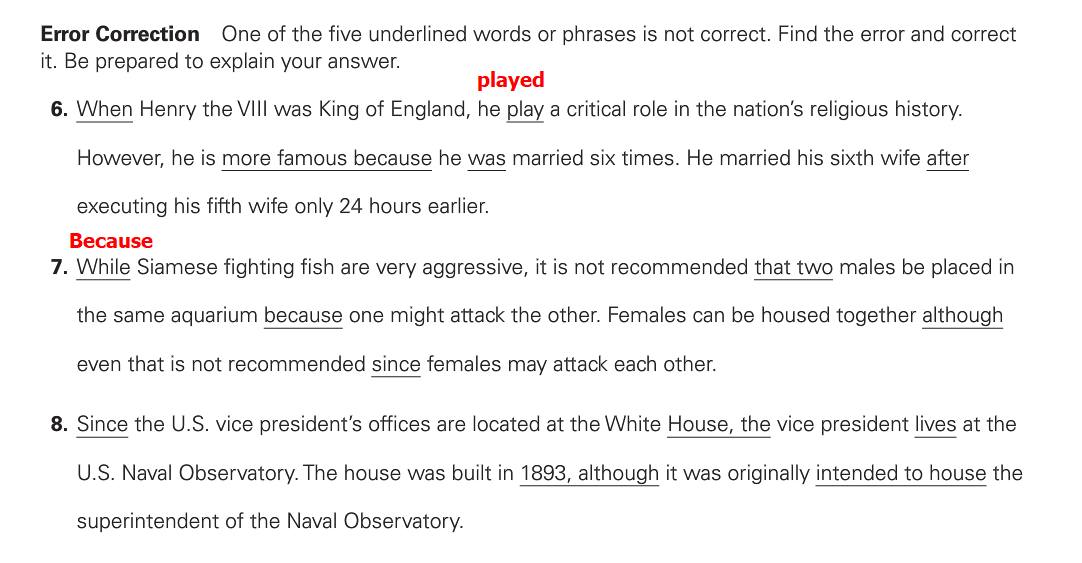 Error Correction One of the five underlined words or phrases is not correct. Find the error and correct
it. Be prepared to explain your answer.
played
6. When Henry the VIII was King of England, he play a critical role in the nation’s religious history.
However, he is more famous because he was married six times. He married his sixth wife after
executing his fifth wife only 24 hours earlier.
Because
7. While Siamese fighting fish are very aggressive, it is not recommended that two males be placed in
the same aquarium because one might attack the other. Females can be housed together although
even that is not recommended since females may attack each other.
8. Since the U.S. vice president’s offices are located at the White House, the vice president lives at the
U.S. Naval Observatory. The house was built in 1893, although it was originally intended to house the
superintendent of the Naval Observatory.